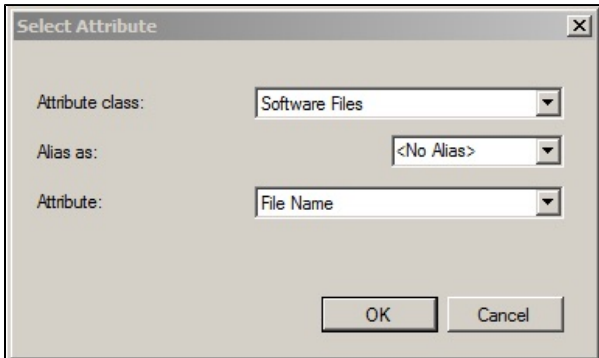 Select Attribute
Attribute class: Software Files
Alias as: <No Alias>
Attribute: File Name
OK Cancel